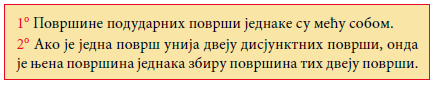 1° Површине подударних површи једнаке су међу собом.
2° Ако је једна површ унија двеју дисјунктних површи, онда
је њена површина једнака збиру површина тих двеју површи.